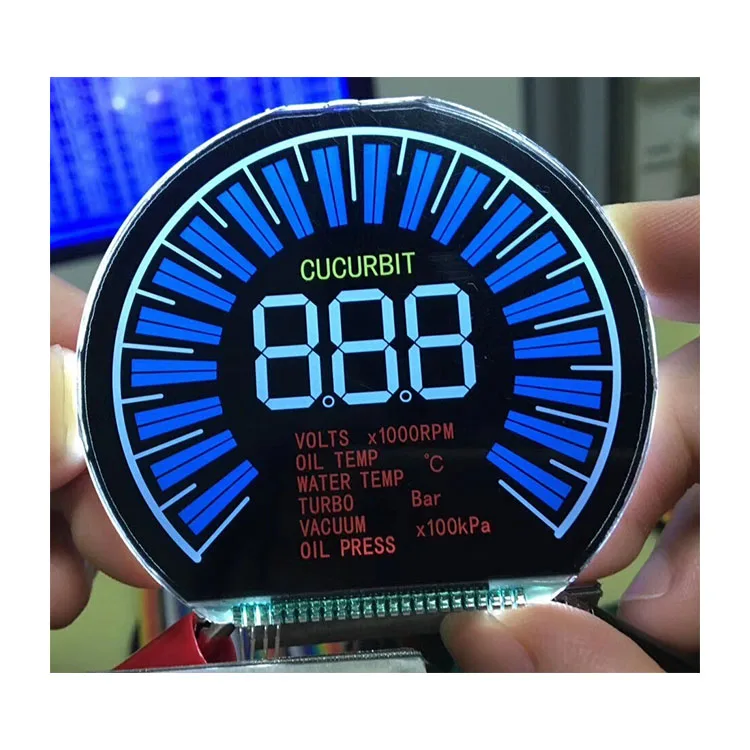 CUCURBIT
8.8.8
VOLTS x1000RPM
OIL TEMP °C
WATER TEMP
TURBO Bar
VACUUM x100kPa
OIL PRESS